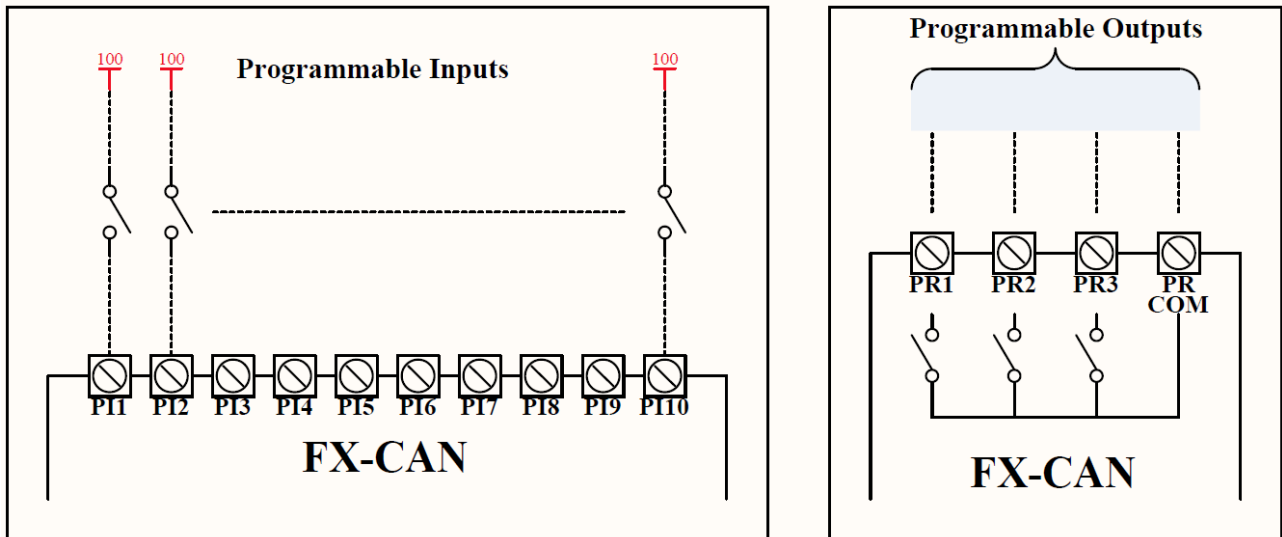 100 100 100
Programmable Inputs
PI1 PI2 PI3 PI4 PI5 PI6 PI7 PI8 PI9 PI10
FX-CAN
Programmable Outputs
PR1 PR2 PR3 PR
COM
FX-CAN